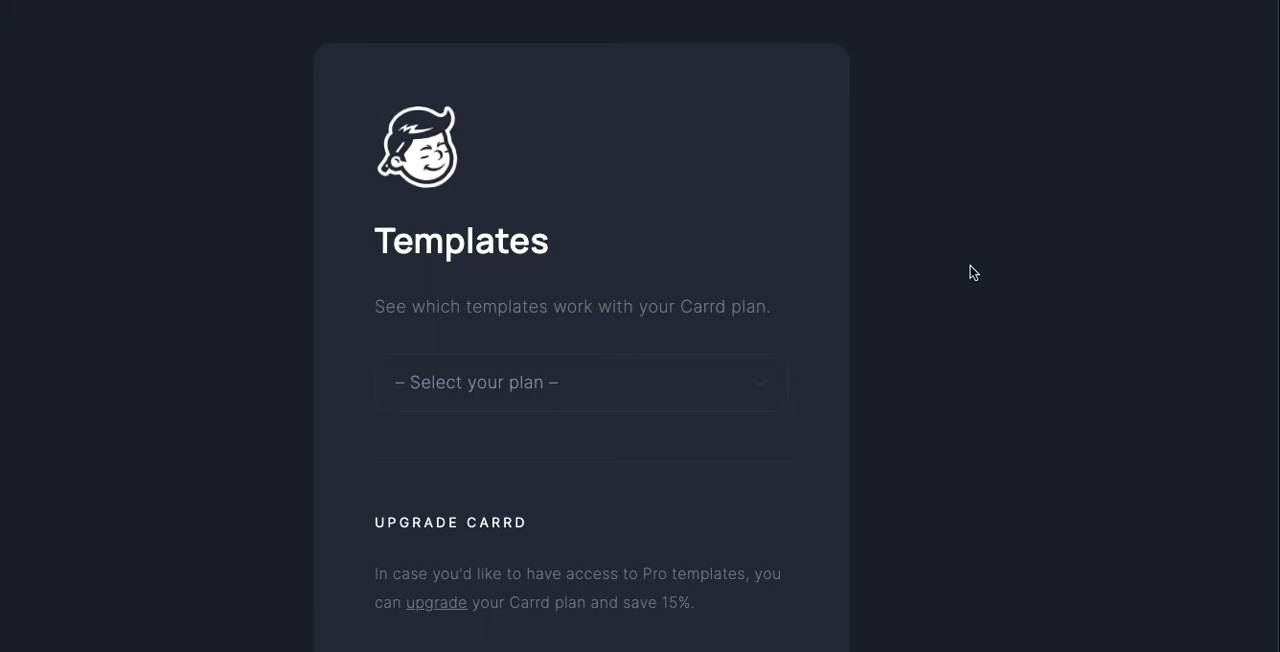 Templates
See which templates work with your Carrd plan.
– Select your plan –
UPGRADE CARRD
In case you'd like to have access to Pro templates, you
can upgrade your Carrd plan and save 15%.